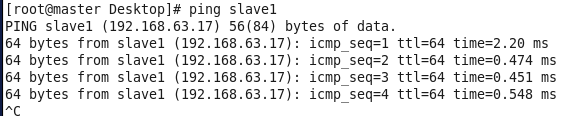 [root@master Desktop]# ping slave1
PING slave1 (192.168.63.17) 56(84) bytes of data.
64 bytes from slave1 (192.168.63.17): icmp_seq=1 ttl=64 time=2.20 ms
64 bytes from slave1 (192.168.63.17): icmp_seq=2 ttl=64 time=0.474 ms
64 bytes from slave1 (192.168.63.17): icmp_seq=3 ttl=64 time=0.451 ms
64 bytes from slave1 (192.168.63.17): icmp_seq=4 ttl=64 time=0.548 ms
^C